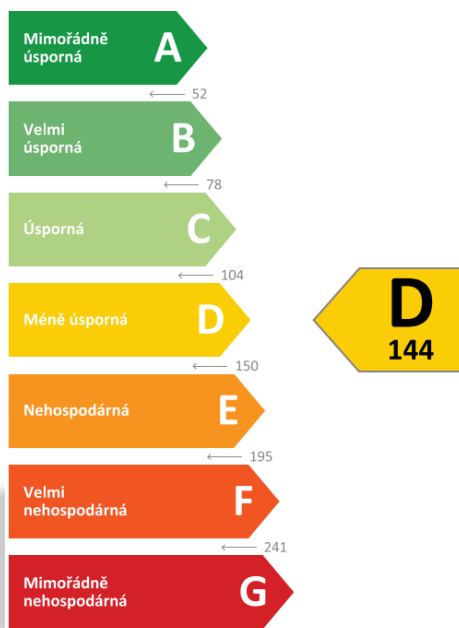 Mimořádně
úsporná
A
52
Velmi
úsporná
B
78
Úsporná
C
104
Méně úsporná
D
D
144
150
Nehospodárná
E
195
Velmi
nehospodárná
F
241
Mimořádně
nehospodárná
G